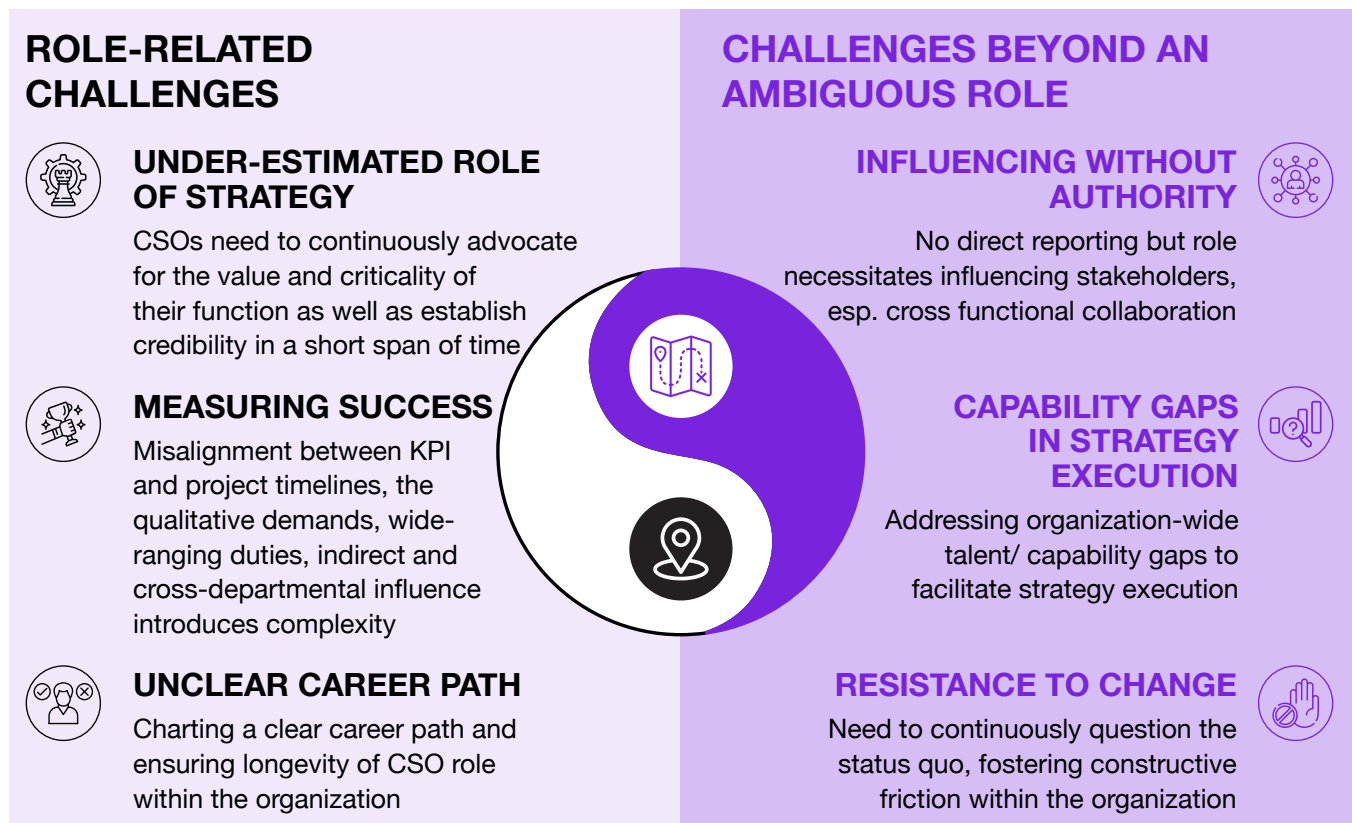 ROLE-RELATED
CHALLENGES
UNDER-ESTIMATED ROLE
OF STRATEGY
CSOs need to continuously advocate
for the value and criticality of
their function as well as establish
credibility in a short span of time
MEASURING SUCCESS
Misalignment between KPI
and project timelines, the
qualitative demands, wide-
ranging duties, indirect and
cross-departmental influence
introduces complexity
UNCLEAR CAREER PATH
Charting a clear career path and
ensuring longevity of CSO role
within the organization
CHALLENGES BEYOND AN
AMBIGUOUS ROLE
INFLUENCING WITHOUT
AUTHORITY
No direct reporting but role
necessitates influencing stakeholders,
esp. cross functional collaboration
CAPABILITY GAPS
IN STRATEGY
EXECUTION
Addressing organization-wide
talent/ capability gaps to
facilitate strategy execution
RESISTANCE TO CHANGE
Need to continuously question the
status quo, fostering constructive
friction within the organization